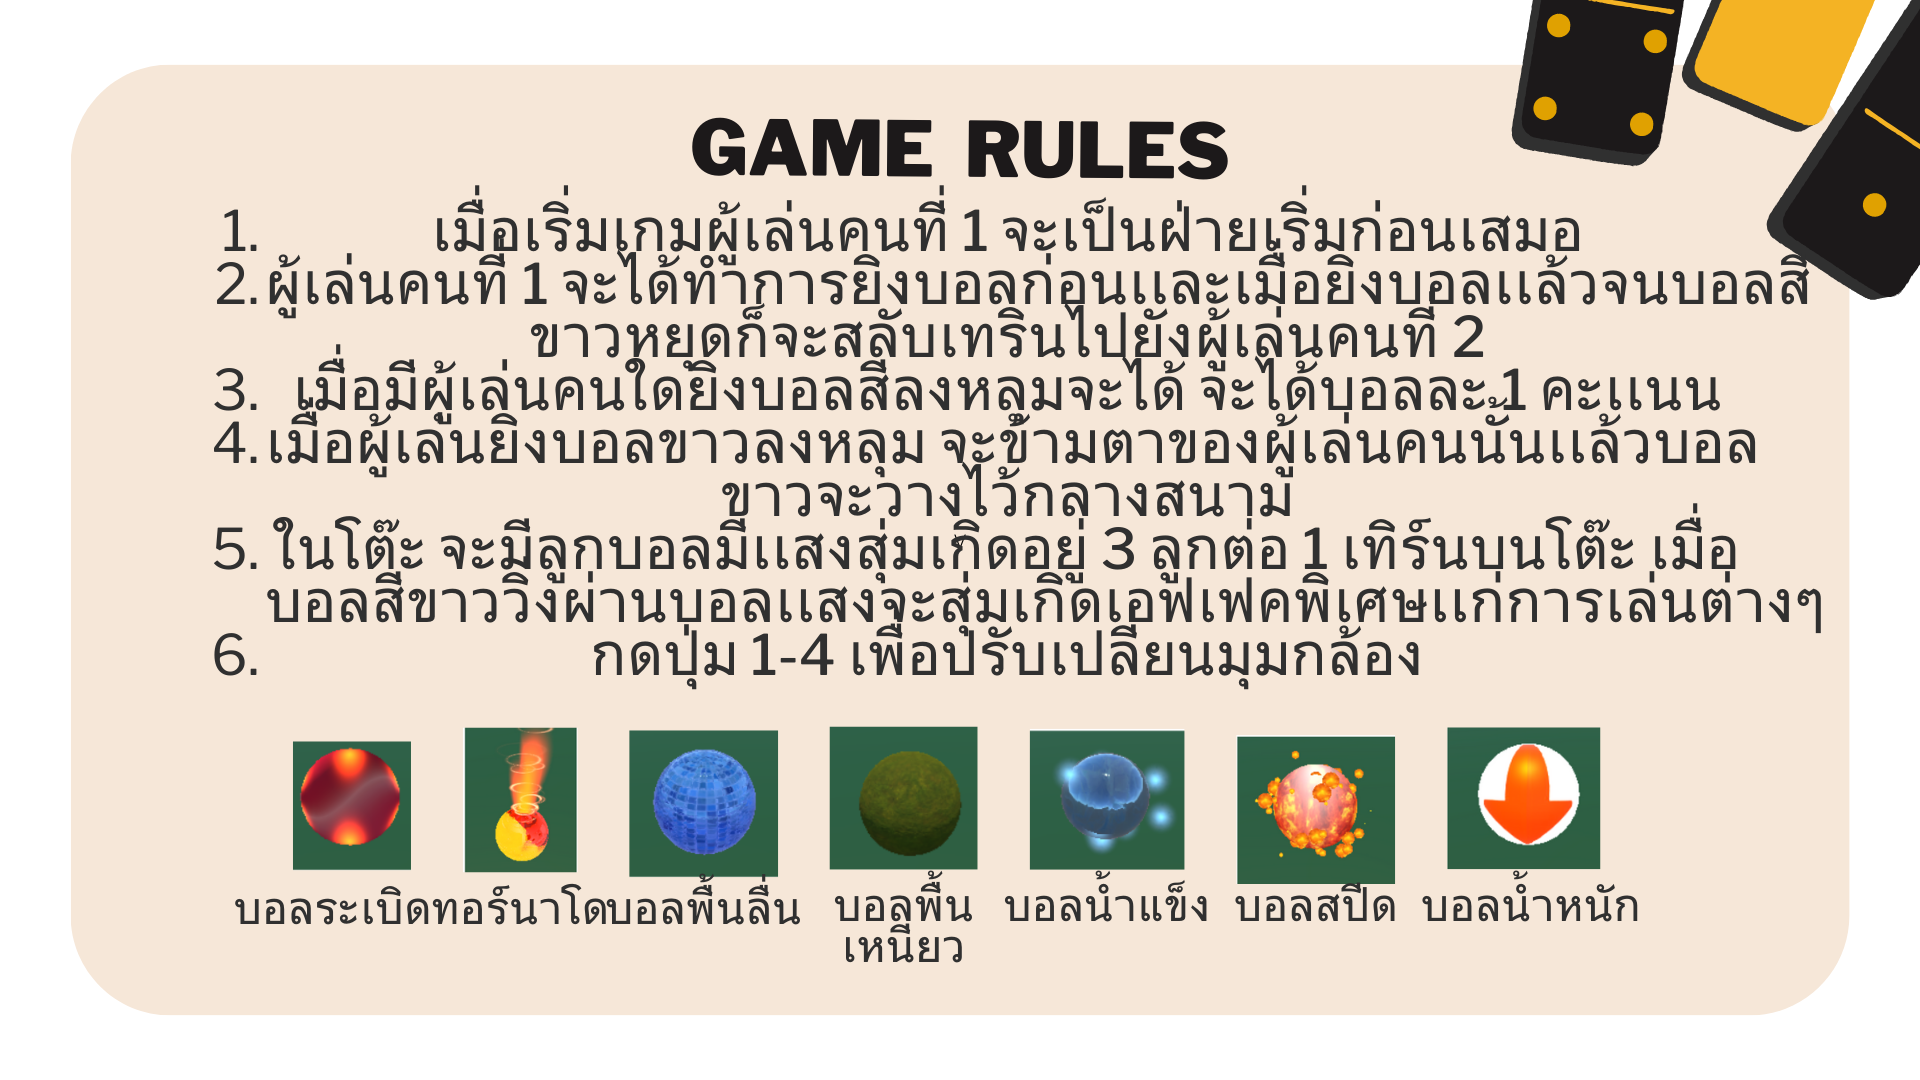 GAME RULES
1. เมื่อเริ่มเกมผู้เล่นคนที่ 1 จะเป็นฝ่ายเริ่มก่อนเสมอ
2. ผู้เล่นคนที่ 1 จะได้ทำการยิงบอลก่อนและเมื่อยิงบอลแล้วจนบอลสี
ขาวหยุดก็จะสลับเทรินไปยังผู้เล่นคนที่ 2
3. เมื่อมีผู้เล่นคนใดยิงบอลสีลงหลุมจะได้ จะได้บอลละ 1 คะแนน
4. เมื่อผู้เล่นยิงบอลขาวลงหลุม จะข้ามตาของผู้เล่นคนนั้นแล้วบอล
ขาวจะวางไว้กลางสนาม
5. ในโต๊ะ จะมีลูกบอลมีแสงสุ่มเกิดอยู่ 3 ลูกต่อ 1 เทิร์นบนโต๊ะ เมื่อ
บอลสีขาววิ่งผ่านบอลแสงจะสุ่มเกิดเอฟเฟคพิเศษแก่การเล่นต่างๆ
6. กดปุ่ม 1-4 เพื่อปรับเปลี่ยนมุมกล้อง
บอลระเบิด ทอร์นาโด บอลพื้นลื่น บอลพื้น บอลน้ำแข็ง บอลสปีด บอลน้ำหนัก
เหนียว